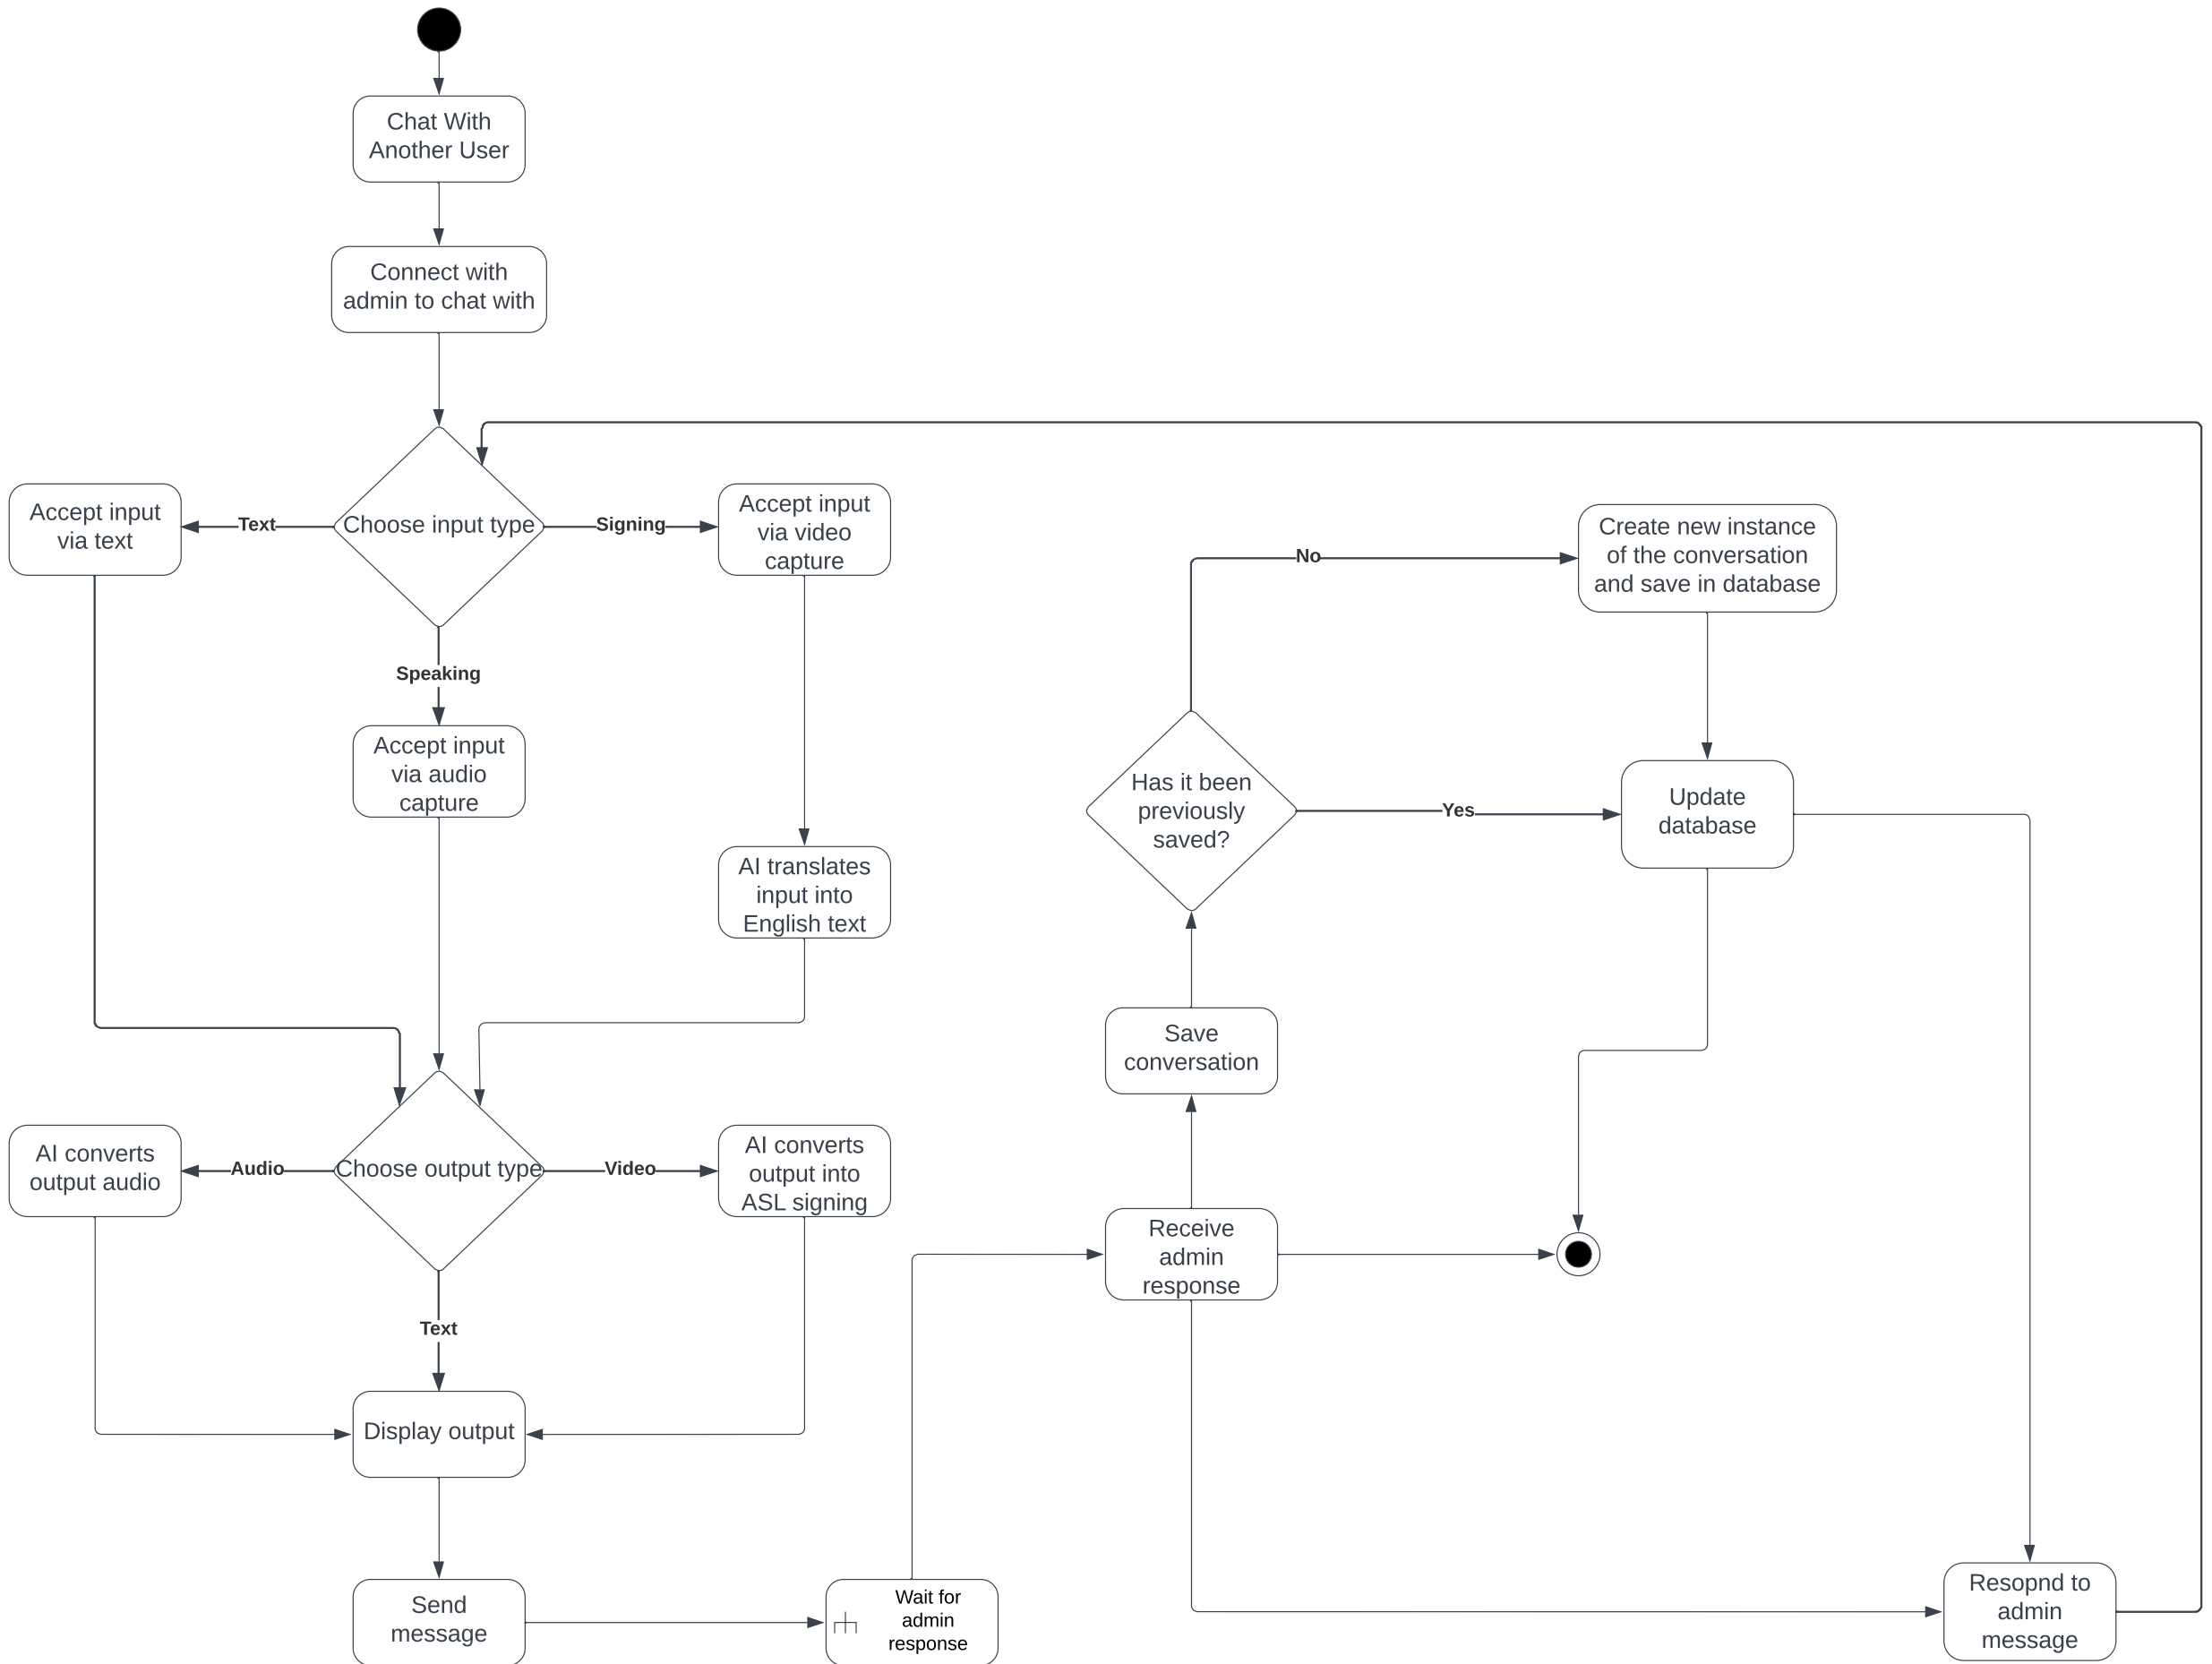 Chat With
Another User
Connect with
admin to chat with
Choose input type
Text
Accept input
via text
Signing
Accept input
via video
capture
Speaking
Accept input
via audio
capture
AI translates
input into
English text
Choose output type
Audio
AI converts
output audio
Video
AI converts
output into
ASL signing
Text
Display output
Send
message
Wait for
admin
response
Receive
admin
response
Save
conversation
Has it been
previously
saved?
No
Create new instance
of the conversation
and save in database
Yes
Update
database
Resopnd to
admin
message